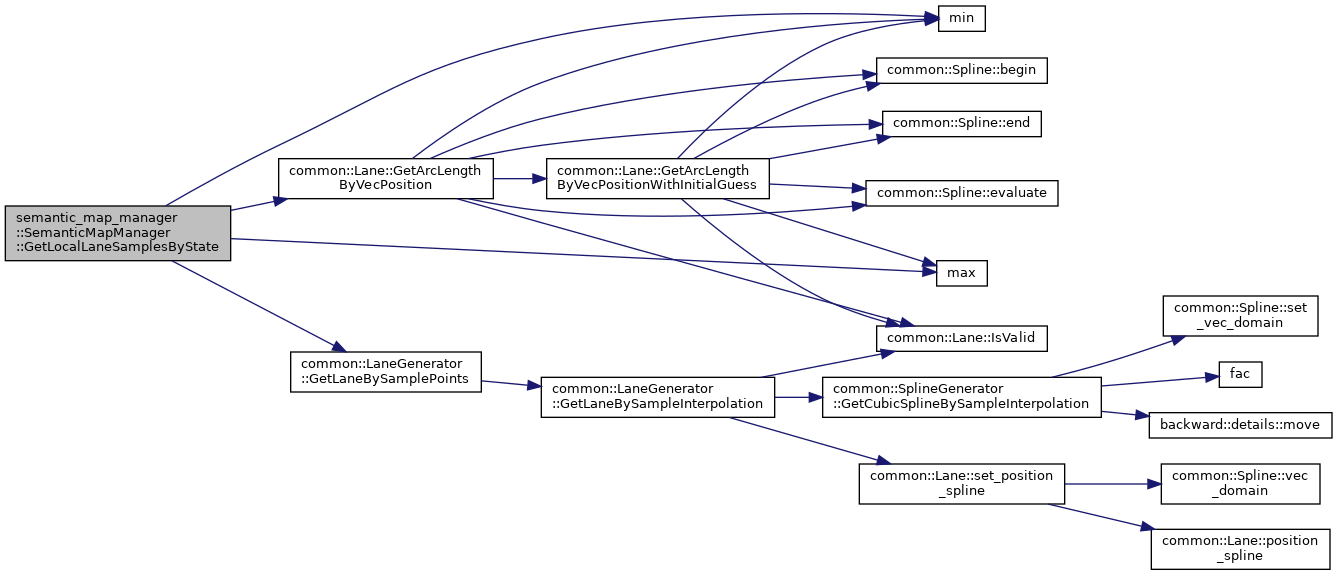 min
common::Spline::begin
common::Spline::end
common::Lane::GetArcLength
ByVecPosition
common::Lane::GetArcLength
ByVecPositionWithInitialGuess
common::Spline::evaluate
semantic_map_manager
::SemanticMapManager
::GetLocalLaneSamplesByState
max
common::Spline::set
_vec_domain
common::Lane::IsValid
common::LaneGenerator
::GetLaneBySamplePoints
fac
common::LaneGenerator
::GetLaneBySampleInterpolation
common::SplineGenerator
::GetCubicSplineBySampleInterpolation
backward::details::move
common::Lane::set_position
_spline
common::Spline::vec
_domain
common::Lane::position
_spline